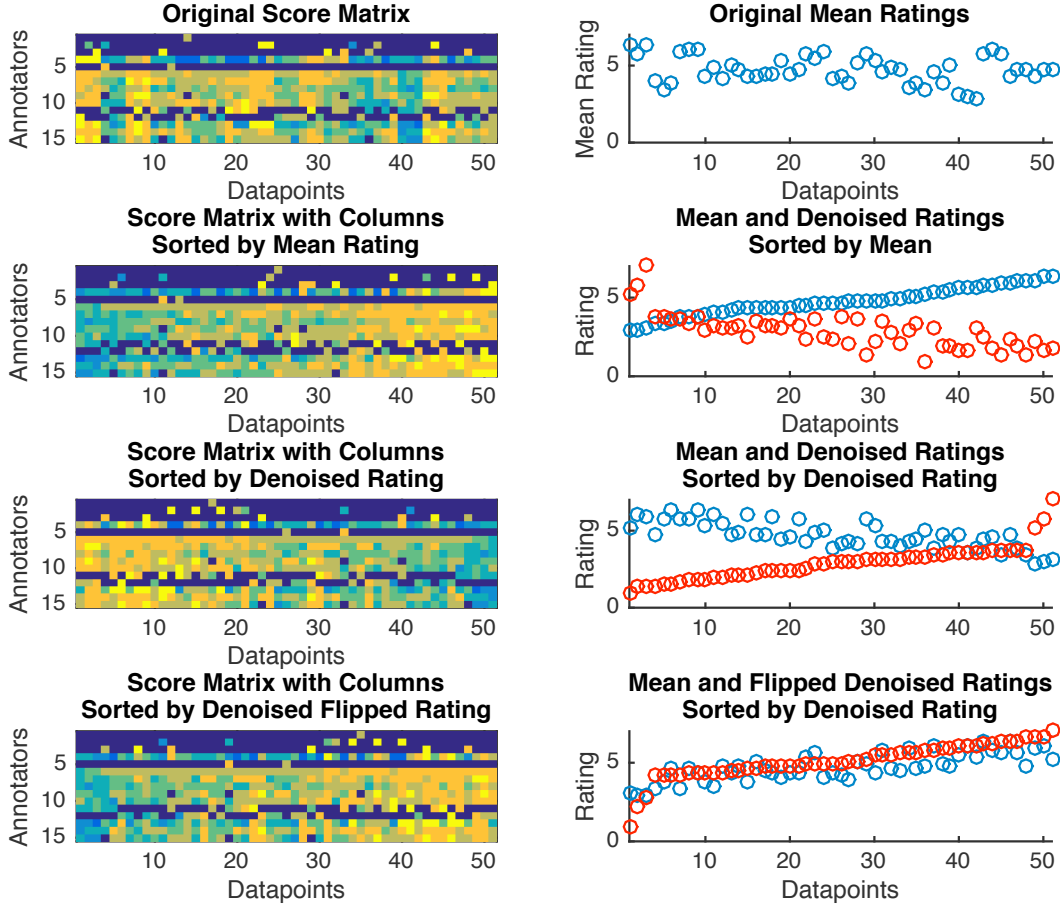 Original Score Matrix
Annotators
5
10
15
10
20
30
40
50
Datapoints
Original Mean Ratings
Mean Rating
5
0
10
20
30
40
50
Datapoints
Score Matrix with Columns
Sorted by Mean Rating
Annotators
5
10
15
10
20
30
40
50
Datapoints
Mean and Denoised Ratings
Sorted by Mean
Rating
5
0
10
20
30
40
50
Datapoints
Score Matrix with Columns
Sorted by Denoised Rating
Annotators
5
10
15
10
20
30
40
50
Datapoints
Mean and Denoised Ratings
Sorted by Denoised Rating
Rating
5
0
10
20
30
40
50
Datapoints
Score Matrix with Columns
Sorted by Denoised Flipped Rating
Annotators
5
10
15
10
20
30
40
50
Datapoints
Mean and Flipped Denoised Ratings
Sorted by Denoised Rating
Rating
5
0
10
20
30
40
50
Datapoints